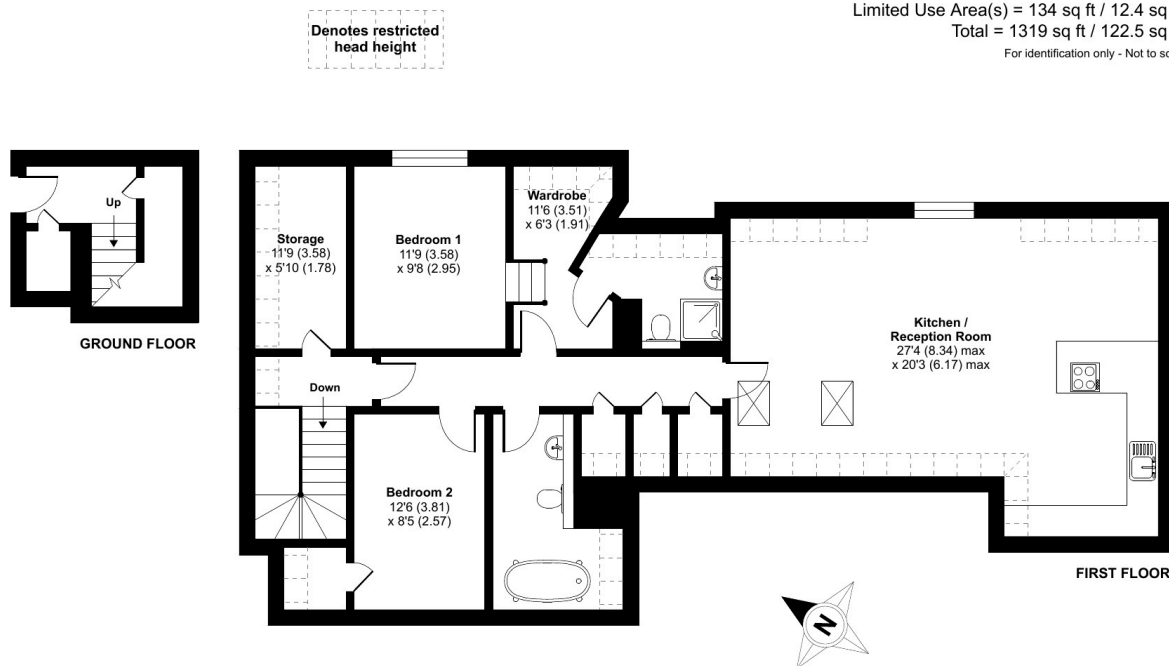 Limited Use Area(s) = 134 sq ft / 12.4 sq
Total = 1319 sq ft / 122.5 sq
For identification only - Not to
Denotes restricted
head height
Up
GROUND FLOOR
Storage
11'9 (3.58)
x 5'10 (1.78)
Bedroom 1
11'9 (3.58)
x 9'8 (2.95)
Wardrobe
11'6 (3.51)
x 6'3 (1.91)
Kitchen /
Reception Room
27'4 (8.34) max
x 20'3 (6.17) max
Down
Bedroom 2
12'6 (3.81)
x 8'5 (2.57)
FIRST FLOOR
N